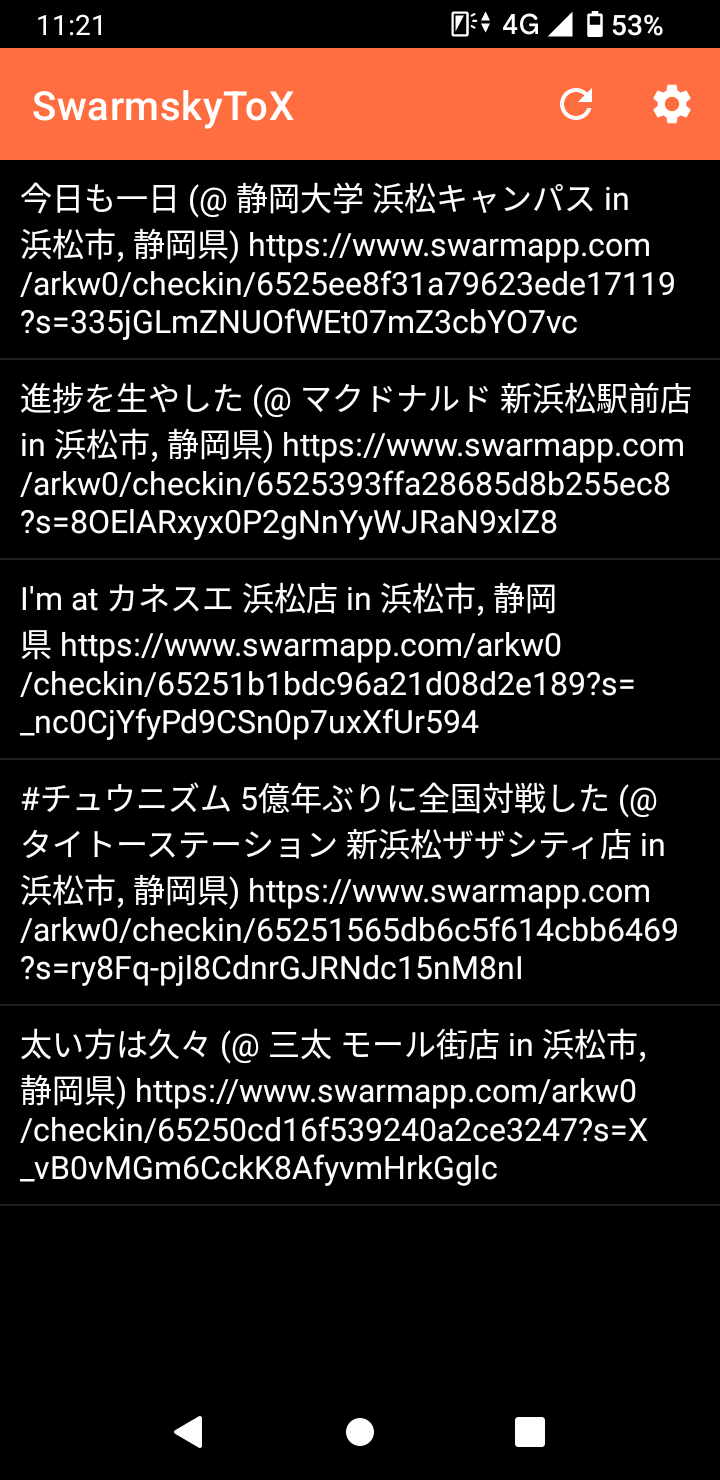 11:21
4G
53%
SwarmskyToX
今日も一日 (@ 静岡大学 浜松キャンパス in
浜松市, 静岡県) https://www.swarmapp.com
/arkw0/checkin/6525ee8f31a79623ede17119
?s=335jGLmZNUOfWEt07mZ3cbYO7vc
進捗を生やした (@ マクドナルド 新浜松駅前店
in 浜松市, 静岡県) https://www.swarmapp.com
/arkw0/checkin/6525393ffa28685d8b255ec8
?s=8OElARxyx0P2gNnYyWJRaN9xlZ8
I'm at カネスエ 浜松店 in 浜松市, 静岡
県 https://www.swarmapp.com/arkw0
/checkin/65251b1bdc96a21d08d2e189?s=
_nc0CjYfyPd9CSn0p7uxXfUr594
#チュウニズム 5億年ぶりに全国対戦した (@
タイトーステーション 新浜松ザザシティ店 in
浜松市, 静岡県) https://www.swarmapp.com
/arkw0/checkin/65251565db6c5f614cbb6469
?s=ry8Fq-pjl8CdnrGJRNdc15nM8nI
太い方は久々 (@ 三太 モール街店 in 浜松市,
静岡県) https://www.swarmapp.com/arkw0
/checkin/65250cd16f539240a2ce3247?s=X
_vB0vMGm6CckK8AfyvmHrkGglc